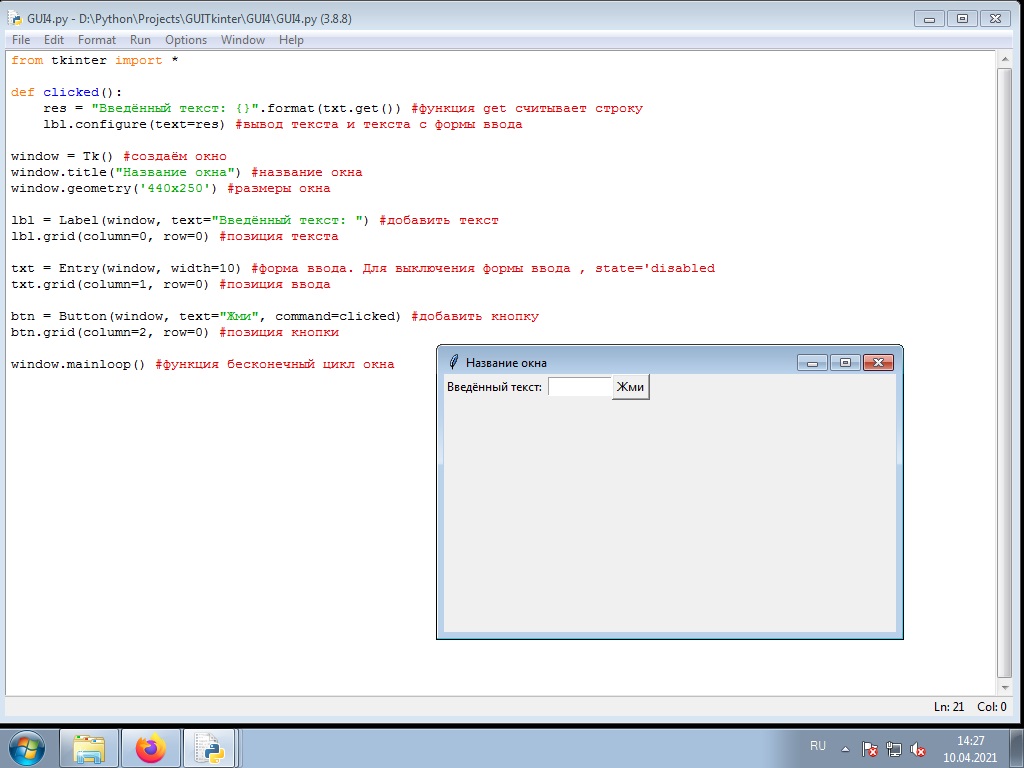 GUI4.py - D:\Python\Projects\GUITkinter\GUI4\GUI4.py (3.8.8)
File Edit Format Run Options Window Help
from tkinter import *
def clicked():
    res = "Введённый текст: {}".format(txt.get()) #функция get считывает строку
    lbl.configure(text=res) #вывод текста и текста с формы ввода
window = Tk() #создаём окно
window.title("Название окна") #название окна
window.geometry('440x250') #размеры окна
lbl = Label(window, text="Введённый текст: ") #добавить текст
lbl.grid(column=0, row=0) #позиция текста
txt = Entry(window, width=10) #форма ввода. Для выключения формы ввода , state='disabled
txt.grid(column=1, row=0) #позиция ввода
btn = Button(window, text="Жми", command=clicked) #добавить кнопку
btn.grid(column=2, row=0) #позиция кнопки
window.mainloop() #функция бесконечный цикл окна
Название окна
Введённый текст: Жми
Ln: 21 Col: 0
RU
14:27
10.04.2021